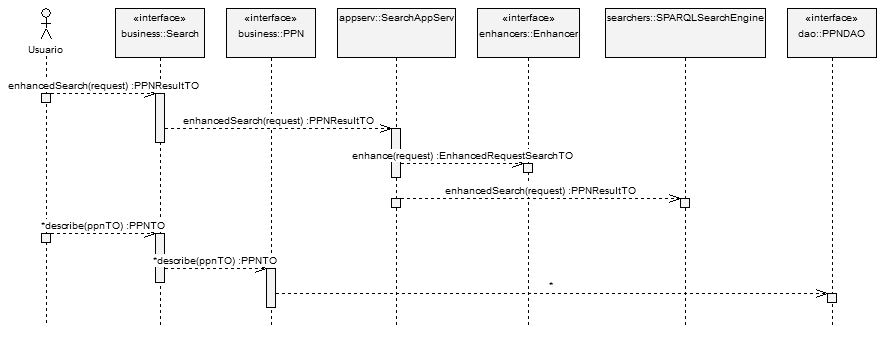 «interface»
business::Search
«interface»
business::PPN
appserv::SearchAppServ
«interface»
enhancers::Enhancer
searchers::SPARQLSearchEngine
«interface»
dao::PPNDAO
Usuario
enhancedSearch(request) :PPNResultTO
enhancedSearch(request) :PPNResultTO
enhance(request) :EnhancedRequestSearchTO
enhancedSearch(request) :PPNResultTO
*describe(ppnTO) :PPNTO
*describe(ppnTO) :PPNTO
*